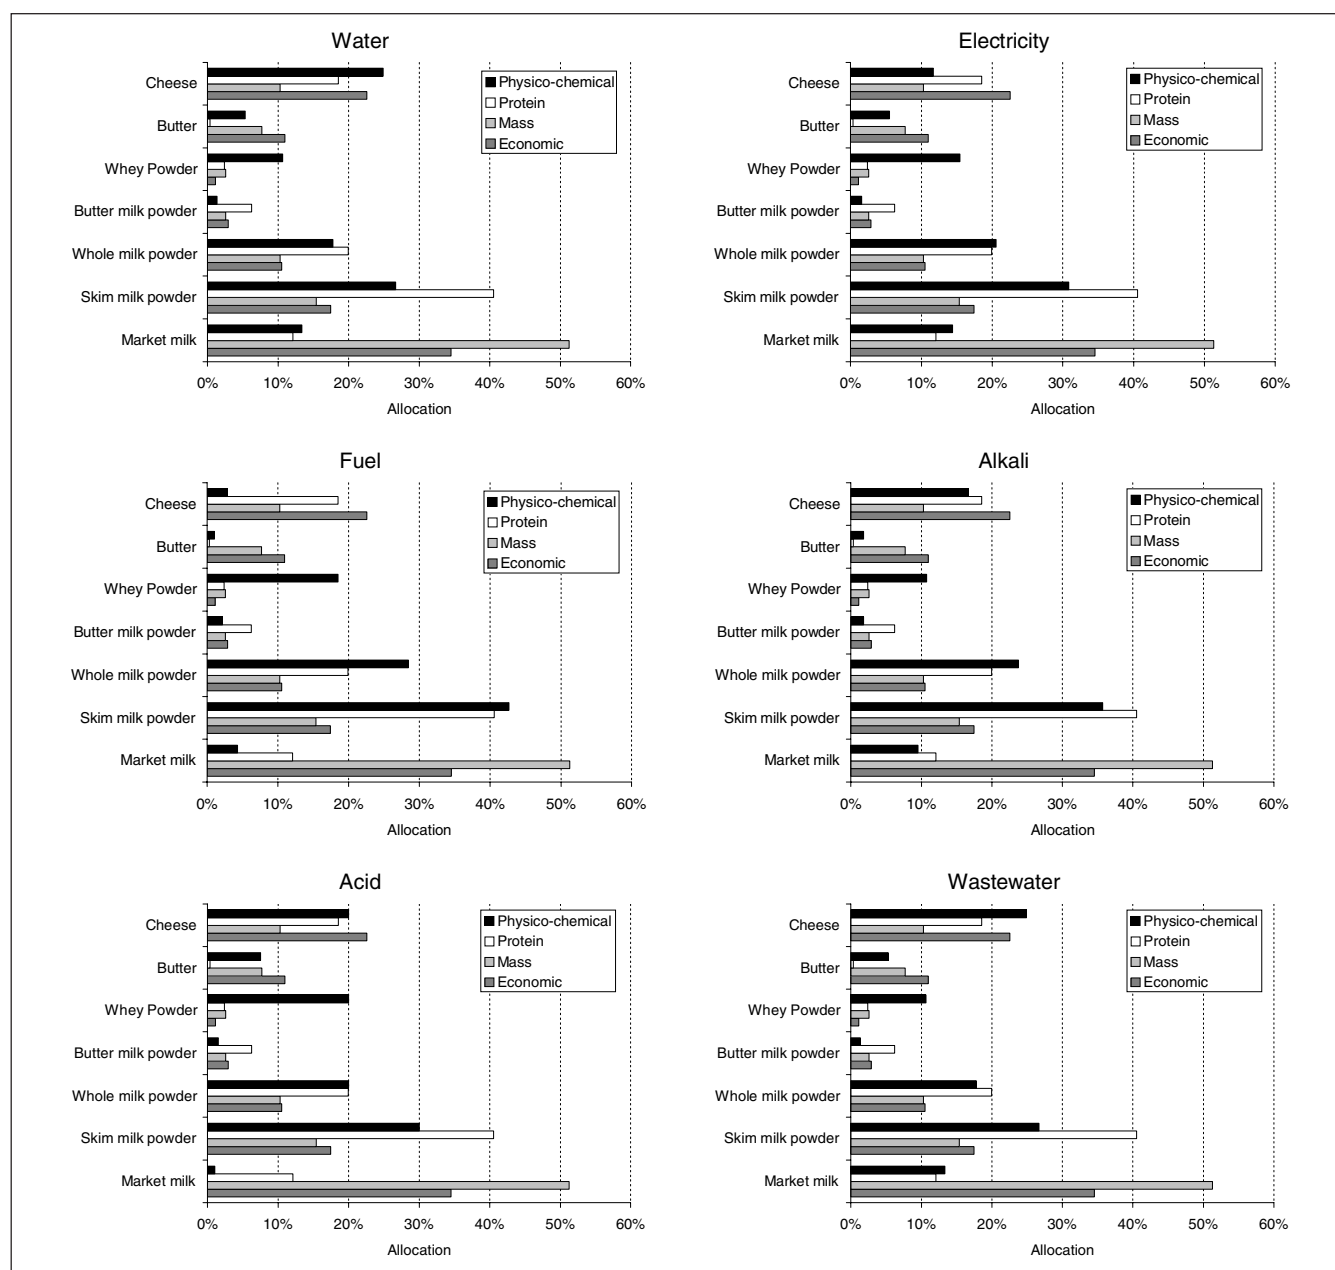 Water
Cheese
Butter
Whey Powder
Butter milk powder
Whole milk powder
Skim milk powder
Market milk
Physico-chemical
Protein
Mass
Economic
0% 10% 20% 30% 40% 50% 60%
Allocation
Electricity
Cheese
Butter
Whey Powder
Butter milk powder
Whole milk powder
Skim milk powder
Market milk
Physico-chemical
Protein
Mass
Economic
0% 10% 20% 30% 40% 50% 60%
Allocation
Fuel
Cheese
Butter
Whey Powder
Butter milk powder
Whole milk powder
Skim milk powder
Market milk
Physico-chemical
Protein
Mass
Economic
0% 10% 20% 30% 40% 50% 60%
Allocation
Alkali
Cheese
Butter
Whey Powder
Butter milk powder
Whole milk powder
Skim milk powder
Market milk
Physico-chemical
Protein
Mass
Economic
0% 10% 20% 30% 40% 50% 60%
Allocation
Acid
Cheese
Butter
Whey Powder
Butter milk powder
Whole milk powder
Skim milk powder
Market milk
Physico-chemical
Protein
Mass
Economic
0% 10% 20% 30% 40% 50% 60%
Allocation
Wastewater
Cheese
Butter
Whey Powder
Butter milk powder
Whole milk powder
Skim milk powder
Market milk
Physico-chemical
Protein
Mass
Economic
0% 10% 20% 30% 40% 50% 60%
Allocation